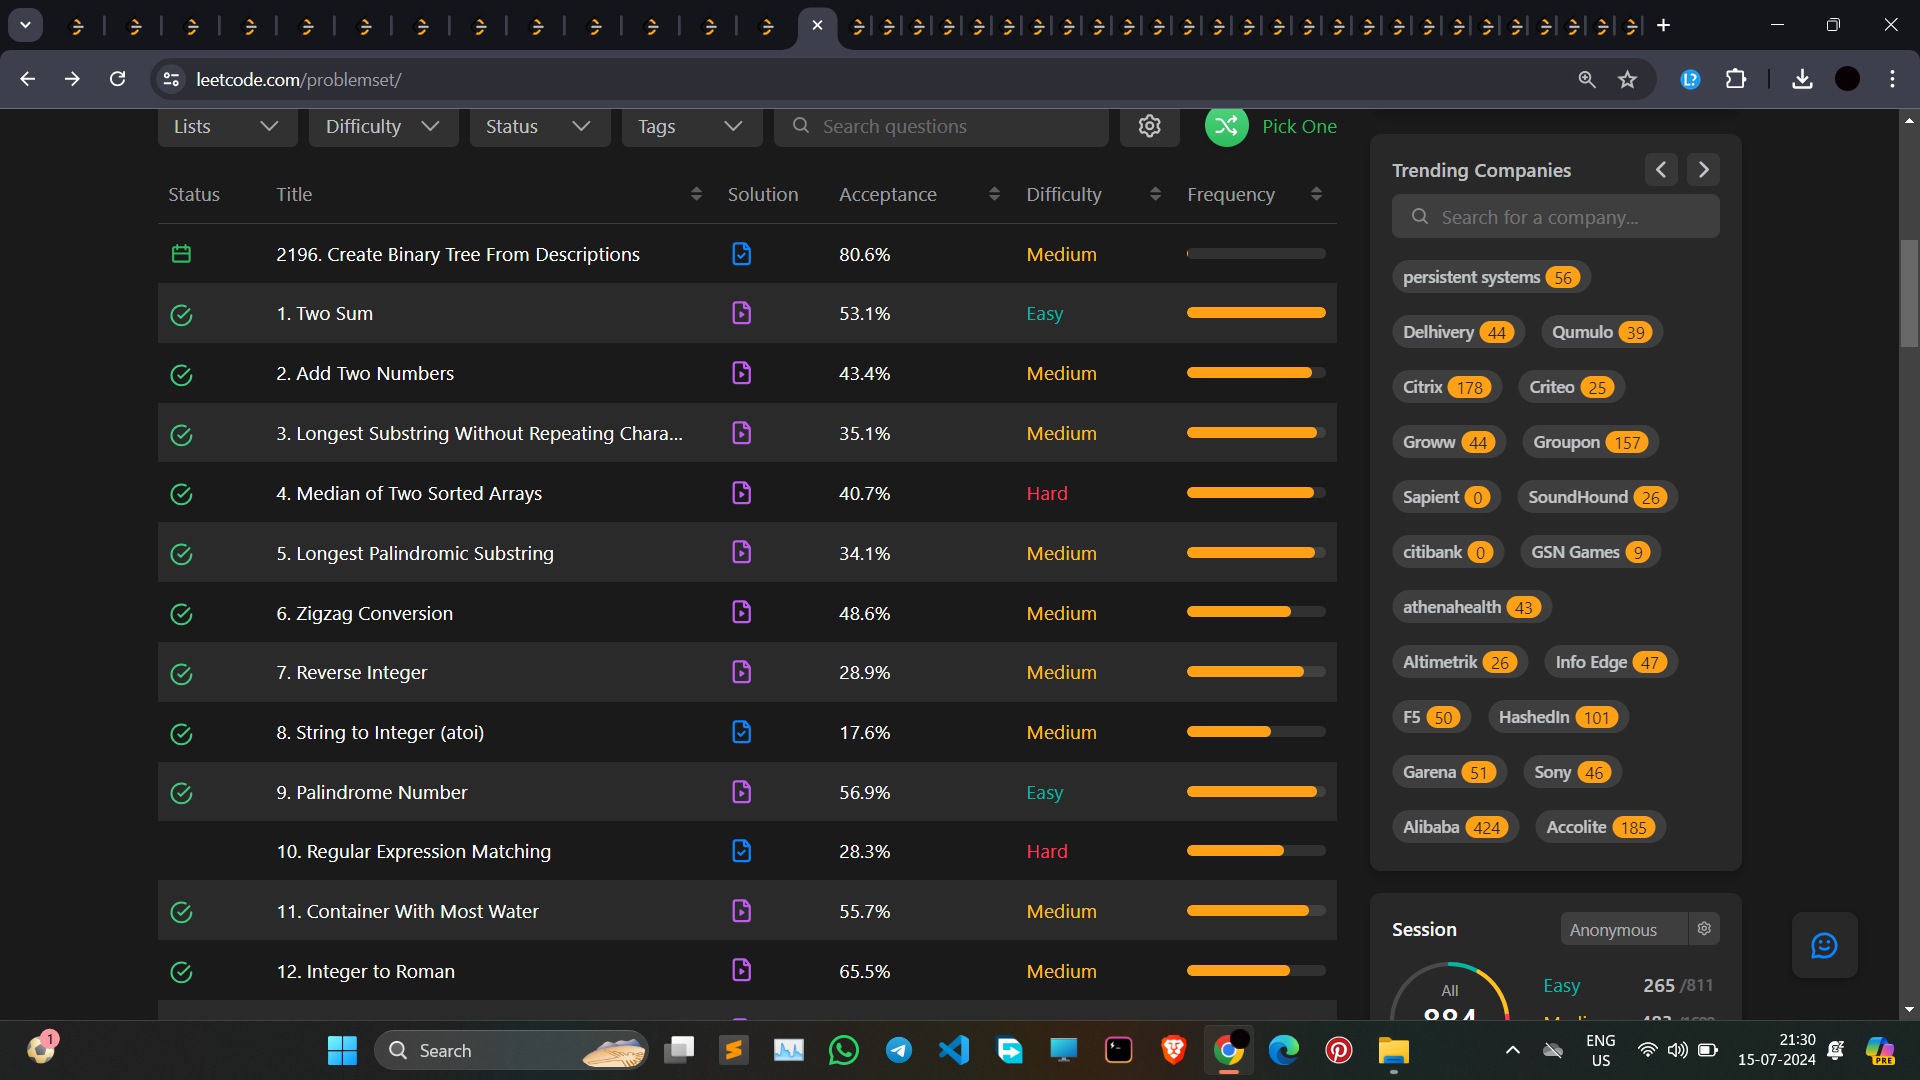 leetcode.com/problemset/
Lists Difficulty Status Tags Search questions Pick One
Status Title Solution Acceptance Difficulty Frequency
2196. Create Binary Tree From Descriptions 80.6% Medium
1. Two Sum 53.1% Easy
2. Add Two Numbers 43.4% Medium
3. Longest Substring Without Repeating Chara... 35.1% Medium
4. Median of Two Sorted Arrays 40.7% Hard
5. Longest Palindromic Substring 34.1% Medium
6. Zigzag Conversion 48.6% Medium
7. Reverse Integer 28.9% Medium
8. String to Integer (atoi) 17.6% Medium
9. Palindrome Number 56.9% Easy
10. Regular Expression Matching 28.3% Hard
11. Container With Most Water 55.7% Medium
12. Integer to Roman 65.5% Medium
Trending Companies
Search for a company...
persistent systems 56
Delhivery 44 Qumulo 39
Citrix 178 Criteo 25
Groww 44 Groupon 157
Sapient 0 SoundHound 26
citibank 0 GSN Games 9
athenahealth 43
Altimetrik 26 Info Edge 47
F5 50 HashedIn 101
Garena 51 Sony 46
Alibaba 424 Accolite 185
Session Anonymous
All
Easy 265 /811
1 Search ENG 21:30
US 15-07-2024
PRE